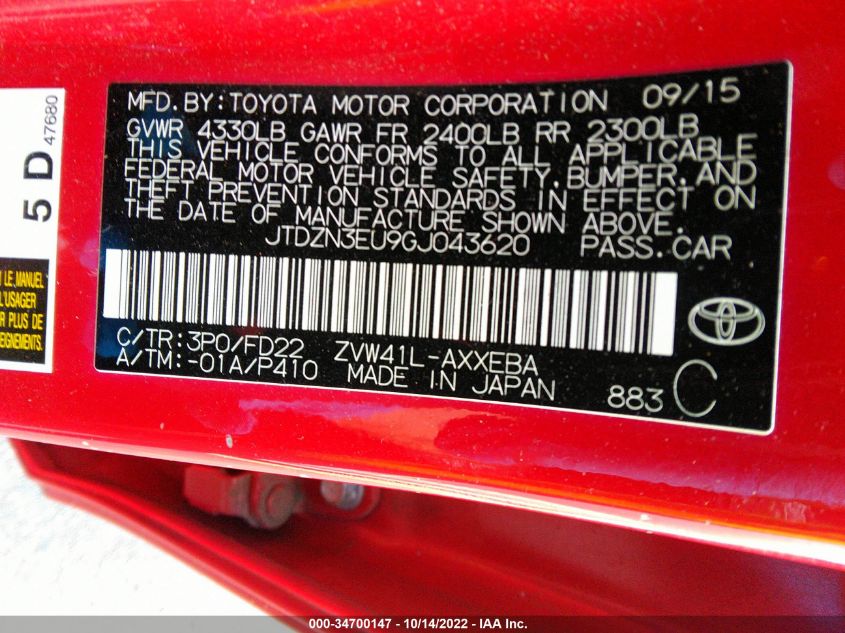 MFD. BY: TOYOTA MOTOR CORPORATION 09/15
GVWR 4330LB GAWR FR 2400LB RR 2300LB
THIS VEHICLE CONFORMS TO ALL APPLICABLE
FEDERAL MOTOR VEHICLE SAFETY, BUMPER, AND
THEFT PREVENTION STANDARDS IN EFFECT ON
THE DATE OF MANUFACTURE SHOWN ABOVE.
JTDZN3EU9GJ043620 PASS. CAR
C/TR: 3P0/FD22 ZVW41L-AXXEBA
A/TM: -01A/P410 MADE IN JAPAN 883 C
5 D
47680
LE MANUEL
L'USAGER
PLUS DE
000-34700147 - 10/14/2022 - IAA Inc.